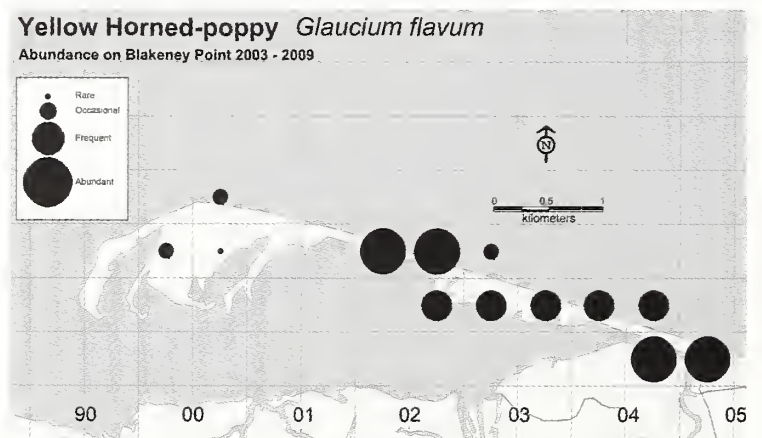 Yellow Horned-poppy Glaucium flavum
Abundance on Blakeney Point 2003 - 2009
Rare
Occasional
Frequent
Abundant
N
0 0.5 1
kilometers
90 00 01 02 03 04 05